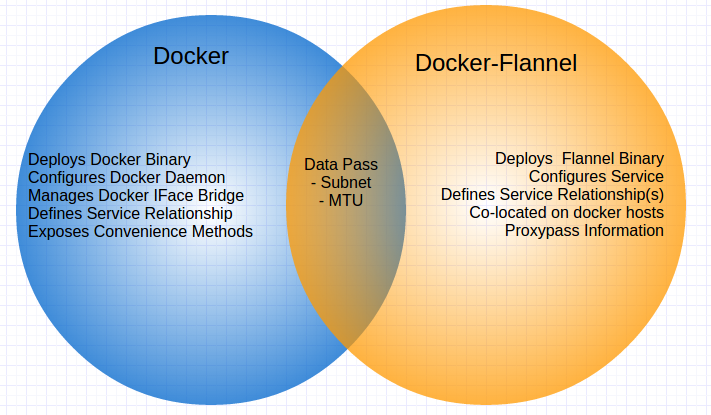 Docker
Deploys Docker Binary
Configures Docker Daemon
Manages Docker IFace Bridge
Defines Service Relationship
Exposes Convenience Methods
Data Pass
- Subnet
- MTU
Docker-Flannel
Deploys  Flannel Binary
Configures Service
Defines Service Relationship(s)
Co-located on docker hosts
Proxypass Information